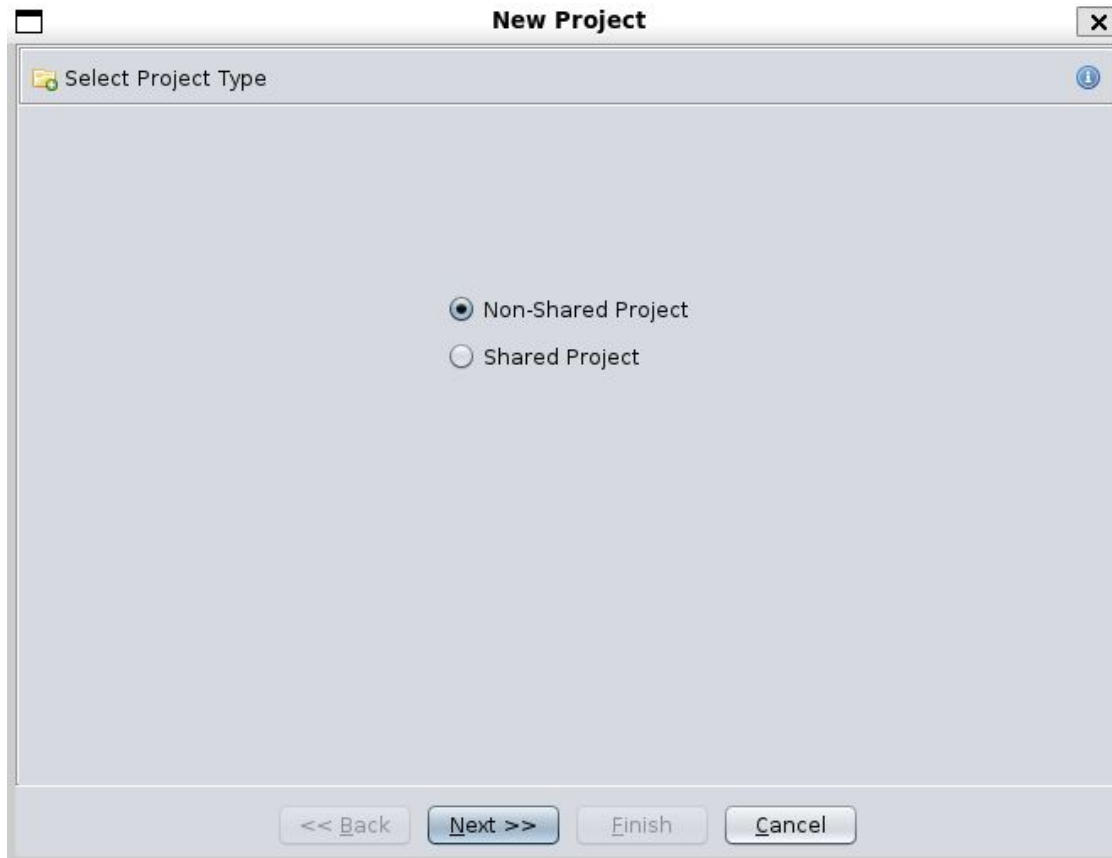 New Project
Select Project Type
Non-Shared Project
Shared Project
<< Back Next >> Finish Cancel